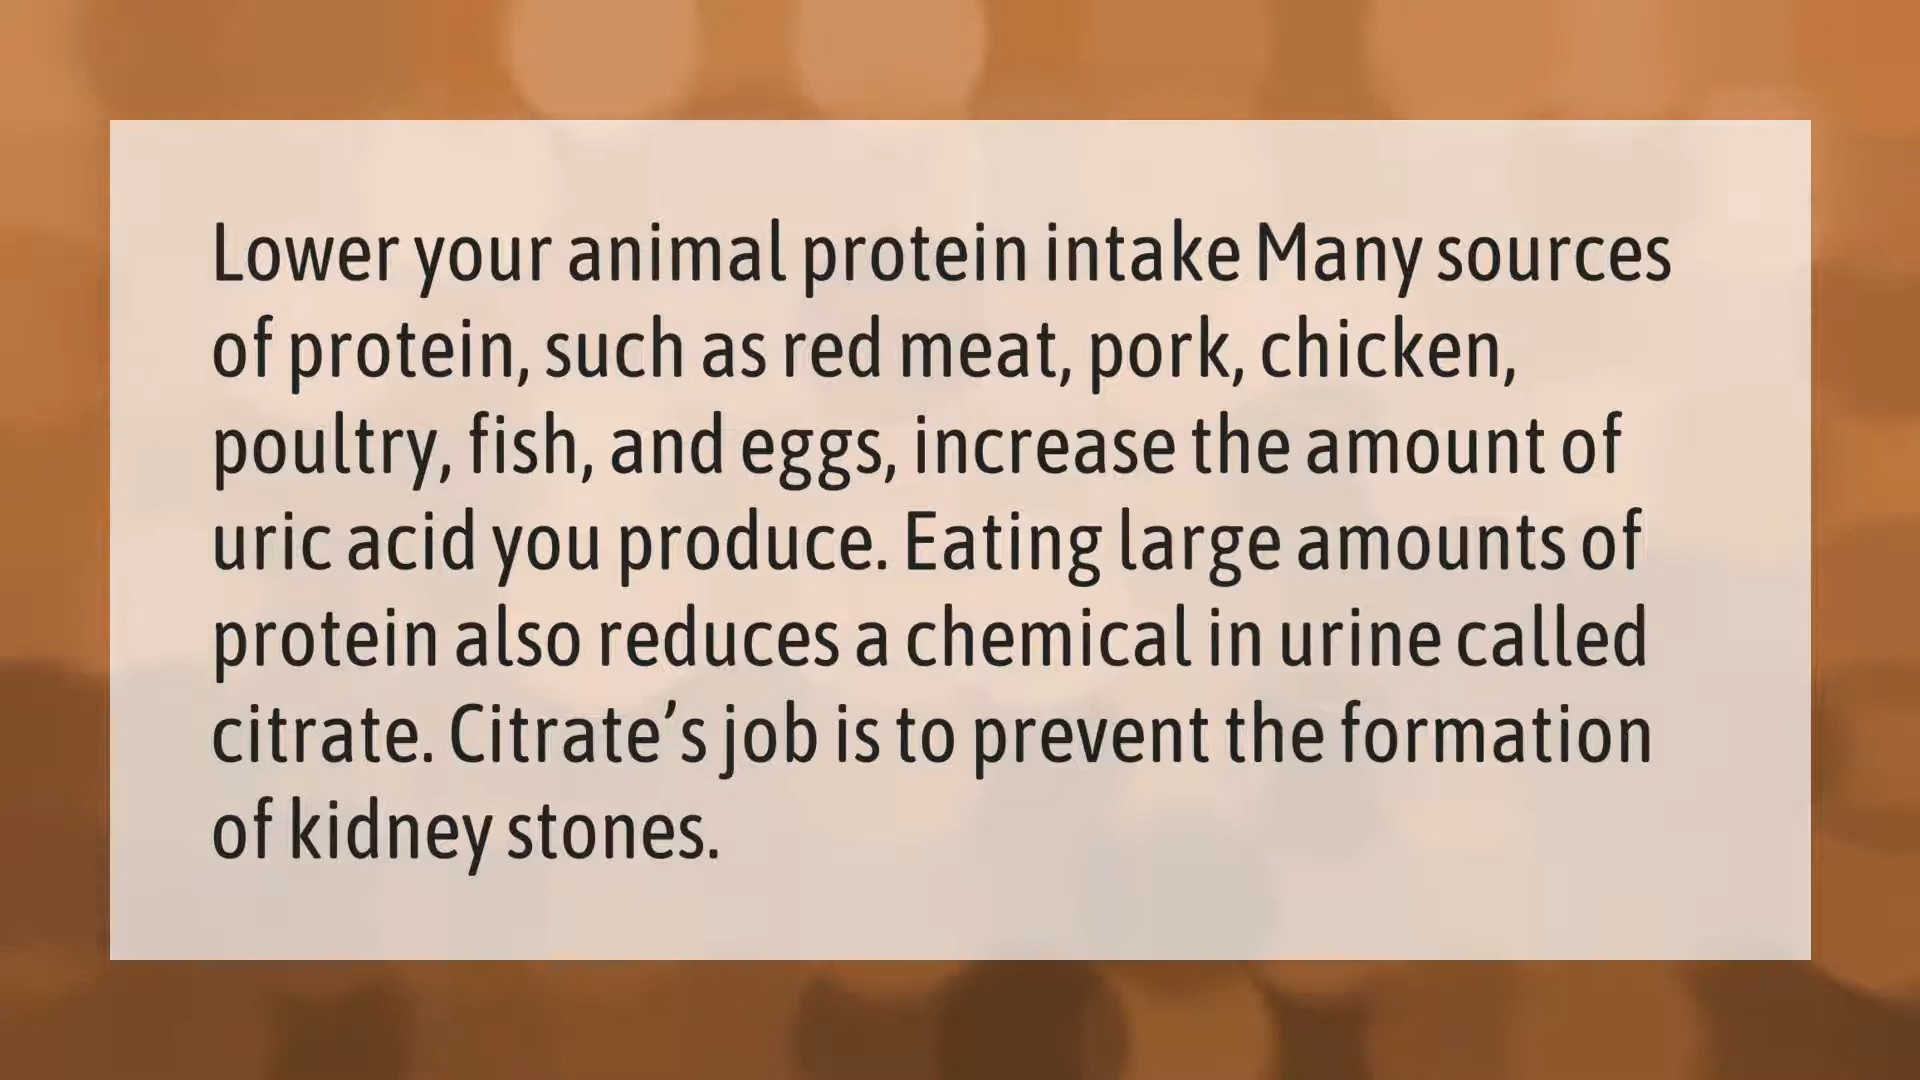 Lower your animal protein intake Many sources
of protein, such as red meat, pork, chicken,
poultry, fish, and eggs, increase the amount of
uric acid you produce. Eating large amounts of
protein also reduces a chemical in urine called
citrate. Citrate’s job is to prevent the formation
of kidney stones.